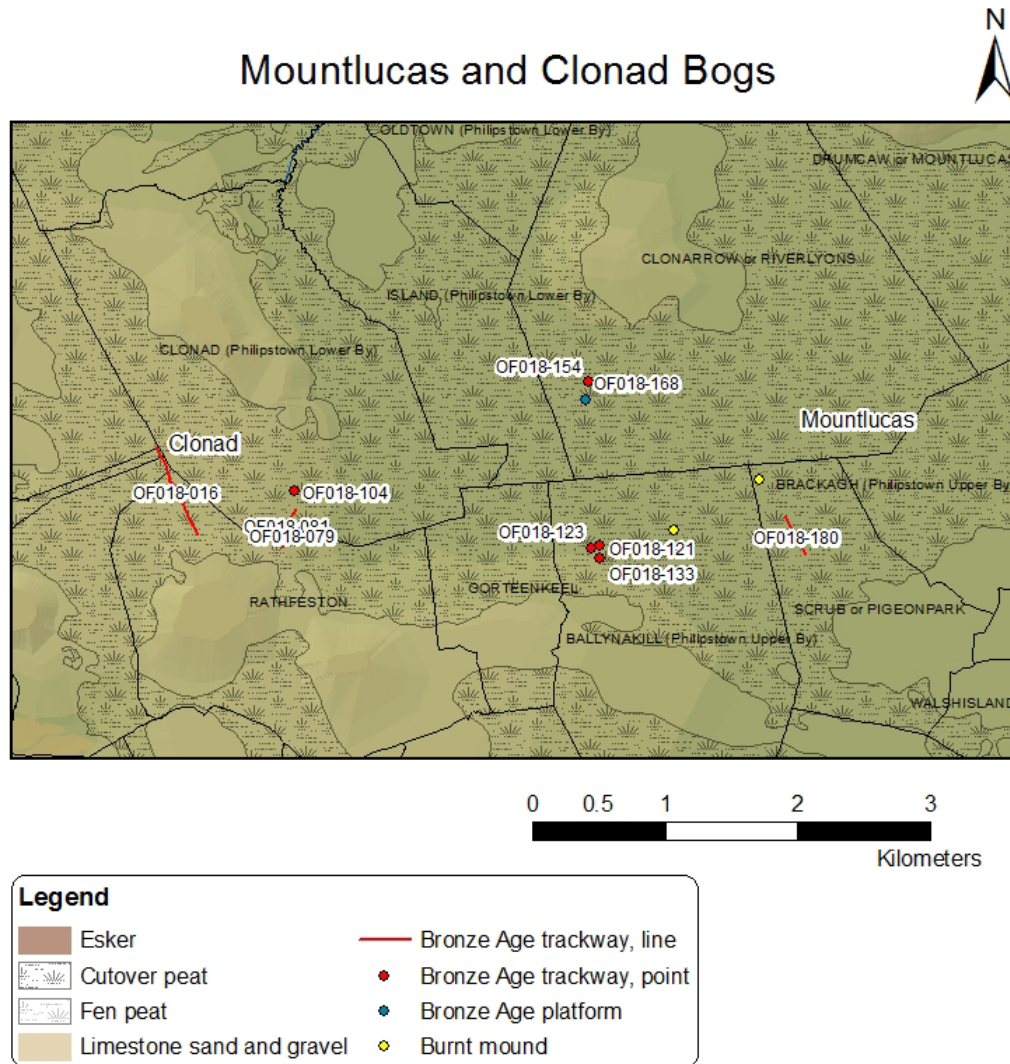 N
Mountlucas and Clonad Bogs
OLDTOWN (Philipstown Lower By)
DRUMCAW or MOUNTLUCAS
CLONARROW or RIVERLYONS
ISLAND (Philipstown Lower By)
CLONAD (Philipstown Lower By)
OF018-154
OF018-168
Mountlucas
Clonad
OF018-016
OF018-104
BRACKAGH (Philipstown Upper By)
OF018-081
OF018-079
OF018-123
OF018-121
OF018-180
OF018-133
GORTEENKEEL
RATHFESTON
SCRUB or PIGEONPARK
BALLYNAKILL (Philipstown Upper By)
WALSHISLAND
0 0.5 1 2 3
Kilometers
Legend
Esker
Cutover peat
Fen peat
Limestone sand and gravel
Bronze Age trackway, line
Bronze Age trackway, point
Bronze Age platform
Burnt mound